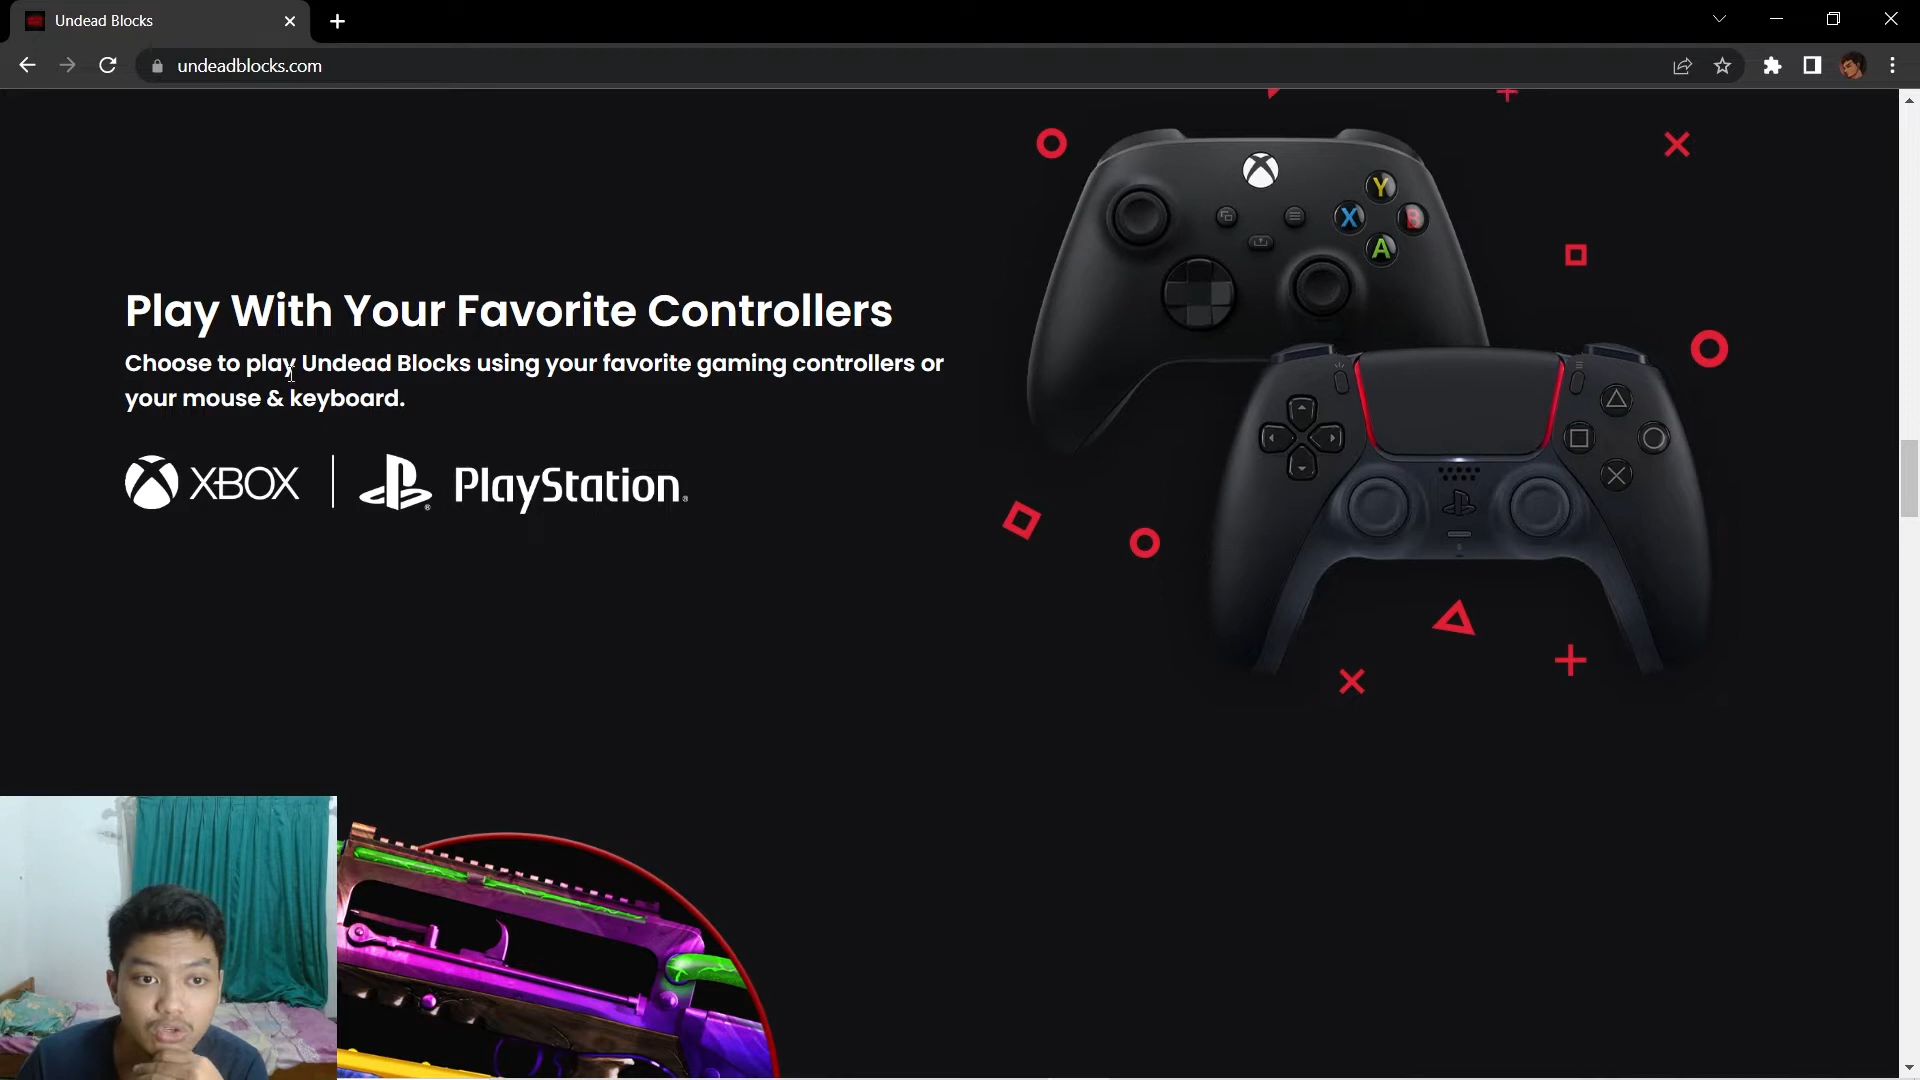 Undead Blocks
undeadblocks.com
Play With Your Favorite Controllers
Choose to play Undead Blocks using your favorite gaming controllers or
your mouse & keyboard.
XBOX | PlayStation®
Y
X B
A